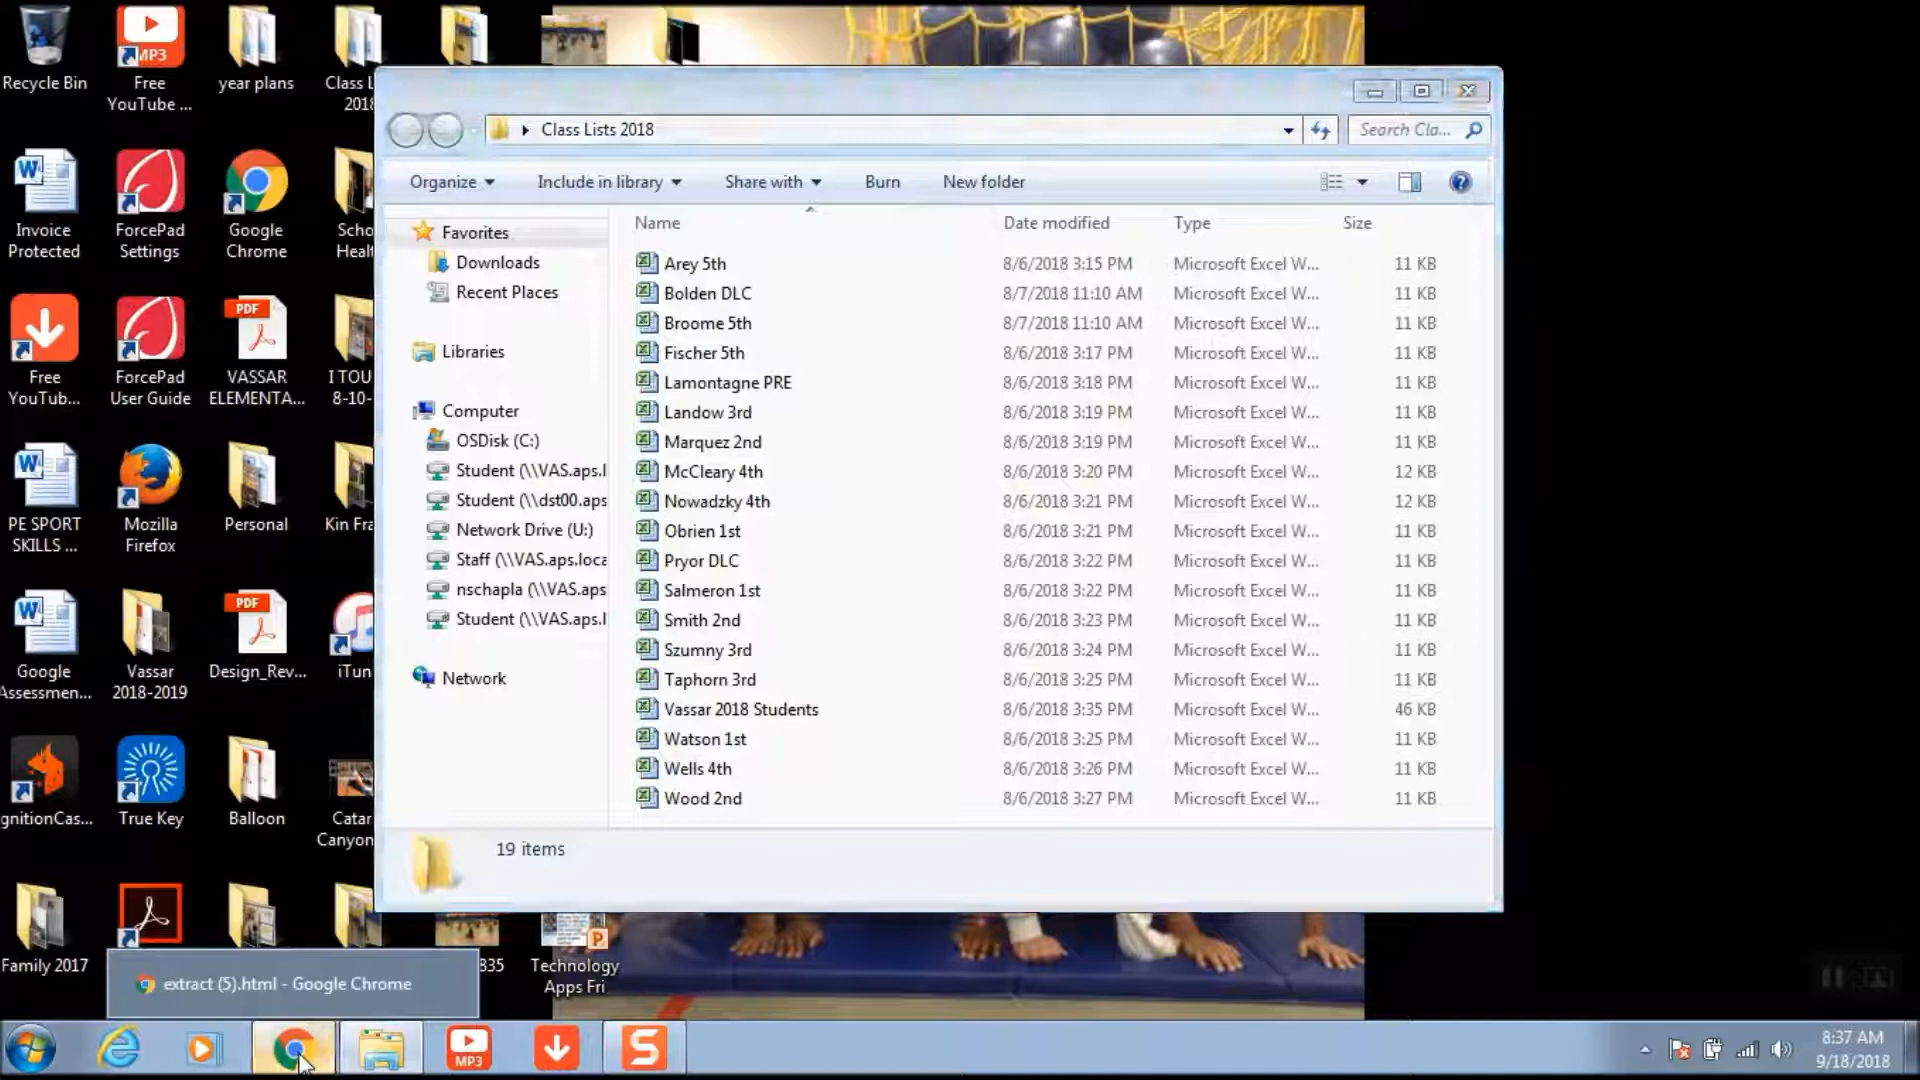 Recycle Bin
Free
YouTube ...
year plans
Class L
2018
Invoice
Protected
ForcePad
Settings
Google
Chrome
Scho
Heal
Free
YouTub...
ForcePad
User Guide
PDF
VASSAR
ELEMENTA...
I TOU
8-10-
PE SPORT
SKILLS ...
Mozilla
Firefox
Personal
Kin Fra
Google
Assessmen...
Vassar
2018-2019
PDF
Design_Rev...
iTun
gnitionCas...
True Key
Balloon
Catar
Canyon
Family 2017
835
Technology
Apps Fri
MP3
Class Lists 2018
Search Cla...
Organize
Include in library
Share with
Burn
New folder
Favorites
Downloads
Recent Places
Libraries
Computer
OSDisk (C:)
Student (\\VAS.aps.l
Student (\\dst00.aps
Network Drive (U:)
Staff (\\VAS.aps.loca
nschapla (\\VAS.aps
Student (\\VAS.aps.l
Network
Name Date modified Type Size
Arey 5th 8/6/2018 3:15 PM Microsoft Excel W... 11 KB
Bolden DLC 8/7/2018 11:10 AM Microsoft Excel W... 11 KB
Broome 5th 8/7/2018 11:10 AM Microsoft Excel W... 11 KB
Fischer 5th 8/6/2018 3:17 PM Microsoft Excel W... 11 KB
Lamontagne PRE 8/6/2018 3:18 PM Microsoft Excel W... 11 KB
Landow 3rd 8/6/2018 3:19 PM Microsoft Excel W... 11 KB
Marquez 2nd 8/6/2018 3:19 PM Microsoft Excel W... 11 KB
McCleary 4th 8/6/2018 3:20 PM Microsoft Excel W... 12 KB
Nowadzky 4th 8/6/2018 3:21 PM Microsoft Excel W... 12 KB
Obrien 1st 8/6/2018 3:21 PM Microsoft Excel W... 11 KB
Pryor DLC 8/6/2018 3:22 PM Microsoft Excel W... 11 KB
Salmeron 1st 8/6/2018 3:22 PM Microsoft Excel W... 11 KB
Smith 2nd 8/6/2018 3:23 PM Microsoft Excel W... 11 KB
Szumny 3rd 8/6/2018 3:24 PM Microsoft Excel W... 11 KB
Taphorn 3rd 8/6/2018 3:25 PM Microsoft Excel W... 11 KB
Vassar 2018 Students 8/6/2018 3:35 PM Microsoft Excel W... 46 KB
Watson 1st 8/6/2018 3:25 PM Microsoft Excel W... 11 KB
Wells 4th 8/6/2018 3:26 PM Microsoft Excel W... 11 KB
Wood 2nd 8/6/2018 3:27 PM Microsoft Excel W... 11 KB
19 items
extract (5).html - Google Chrome
MP3
8:37 AM
9/18/2018